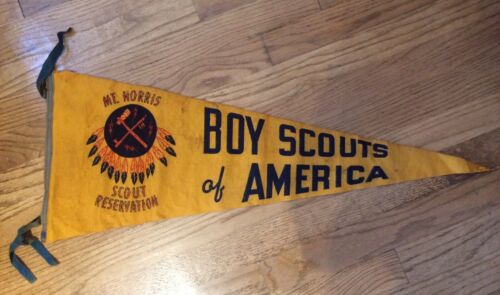 MT. NORRIS
SCOUT
RESERVATION
BOY SCOUTS
of AMERICA